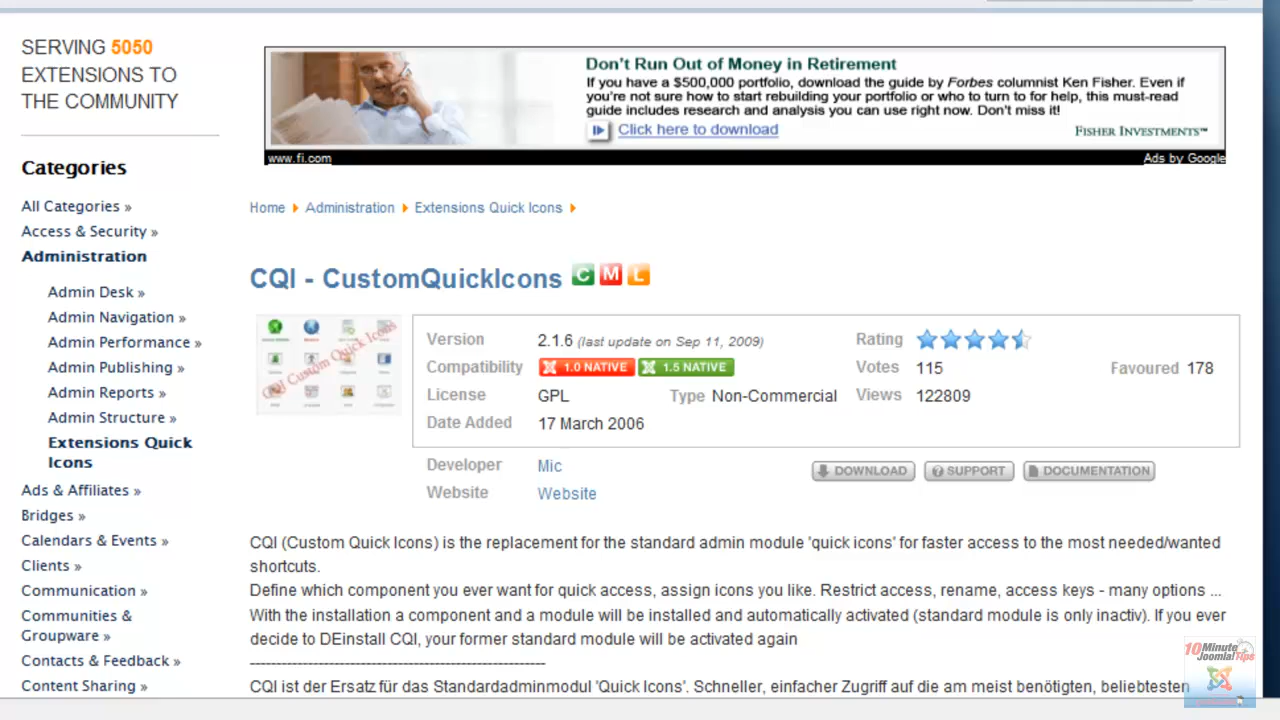 SERVING 5050
EXTENSIONS TO
THE COMMUNITY
Categories
All Categories »
Access & Security »
Administration
Admin Desk »
Admin Navigation »
Admin Performance »
Admin Publishing »
Admin Reports »
Admin Structure »
Extensions Quick
Icons
Ads & Affiliates »
Bridges »
Calendars & Events »
Clients »
Communication »
Communities &
Groupware »
Contacts & Feedback »
Content Sharing »
Don't Run Out of Money in Retirement
If you have a $500,000 portfolio, download the guide by Forbes columnist Ken Fisher. Even if
you're not sure how to start rebuilding your portfolio or who to turn to for help, this must-read
guide includes research and analysis you can use right now. Don't miss it!
Click here to download
FISHER INVESTMENTS™
www.fi.com
Ads by Google
Home Administration Extensions Quick Icons
CQI - CustomQuickIcons C M L
CQI Custom Quick Icons
Version 2.1.6 (last update on Sep 11, 2009)
Compatibility 1.0 NATIVE 1.5 NATIVE
License GPL Type Non-Commercial
Date Added 17 March 2006
Rating
Votes 115 Favoured 178
Views 122809
Developer Mic
Website Website
DOWNLOAD SUPPORT DOCUMENTATION
CQI (Custom Quick Icons) is the replacement for the standard admin module 'quick icons' for faster access to the most needed/wanted
shortcuts.
Define which component you ever want for quick access, assign icons you like. Restrict access, rename, access keys - many options ...
With the installation a component and a module will be installed and automatically activated (standard module is only inactiv). If you ever
decide to DEinstall CQI, your former standard module will be activated again
--------------------------------------------------------
CQI ist der Ersatz für das Standardadminmodul 'Quick Icons'. Schneller, einfacher Zugriff auf die am meist benötigten, beliebtesten
10 Minute
Joomla! Tips